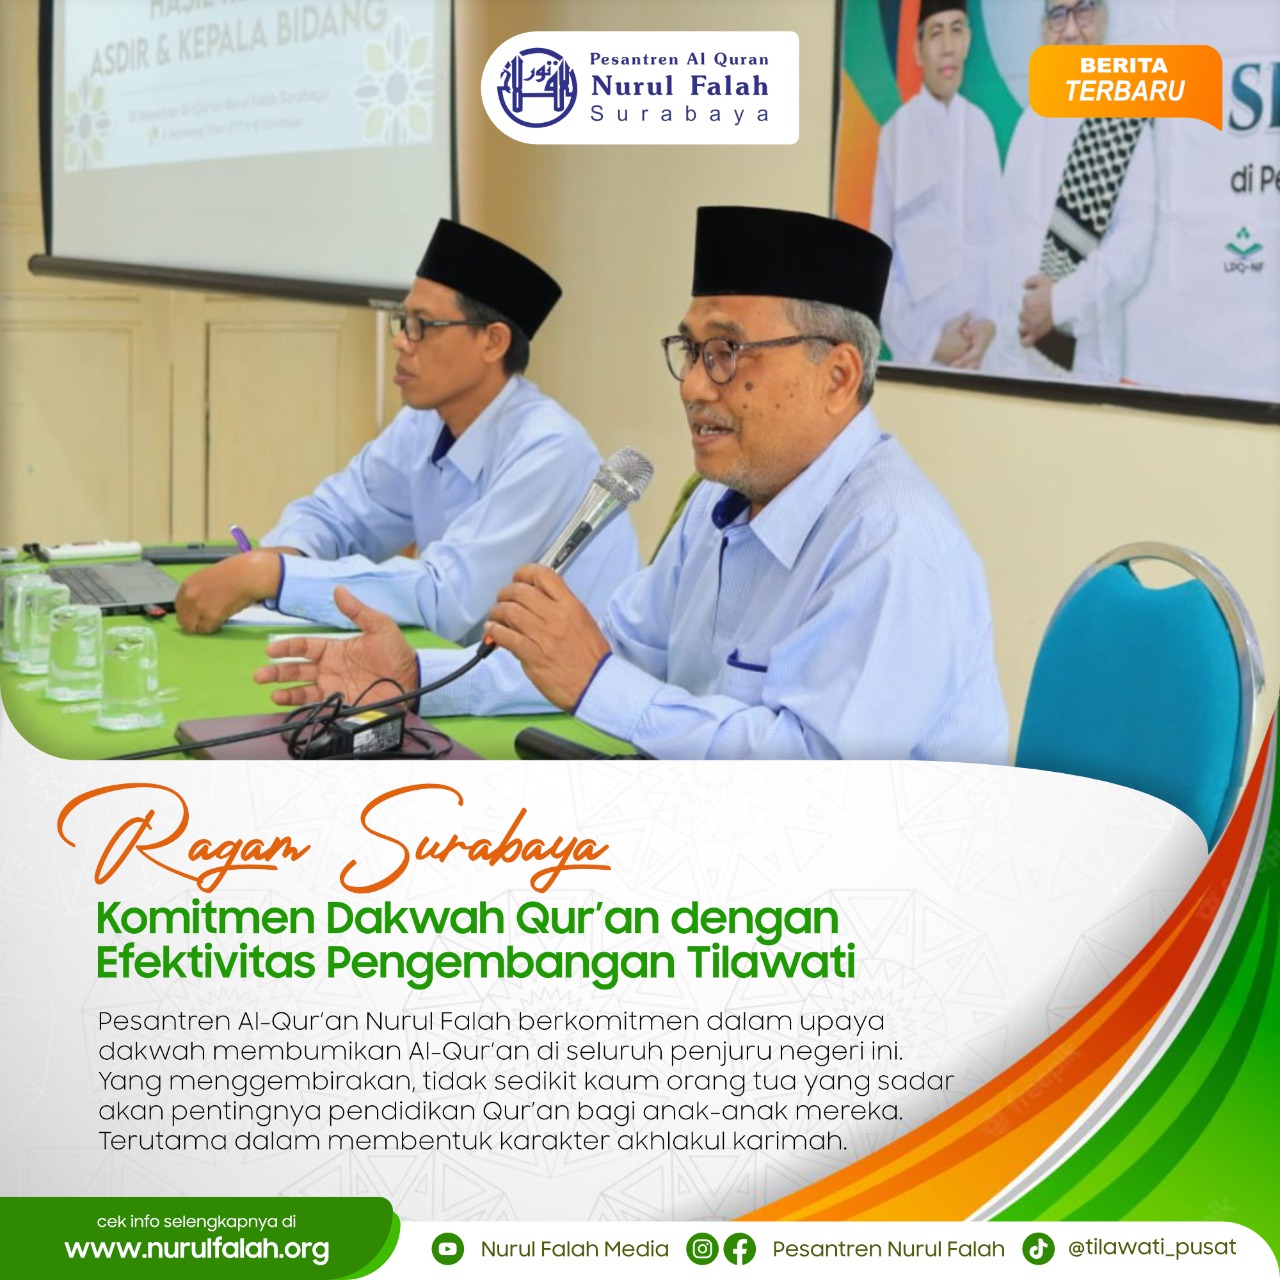 ASDIR & KEPALA BIDANG
Pesantren Al Quran
Nurul Falah
Surabaya
BERITA
TERBARU
di Pe
LPQ-NF
Ragam Surabaya
Komitmen Dakwah Qur'an dengan
Efektivitas Pengembangan Tilawati
Pesantren Al-Qur'an Nurul Falah berkomitmen dalam upaya
dakwah membumikan Al-Qur'an di seluruh penjuru negeri ini.
Yang menggembirakan, tidak sedikit kaum orang tua yang sadar
akan pentingnya pendidikan Qur'an bagi anak-anak mereka.
Terutama dalam membentuk karakter akhlakul karimah.
cek info selengkapnya di
www.nurulfalah.org
Nurul Falah Media
Pesantren Nurul Falah
@tilawati_pusat